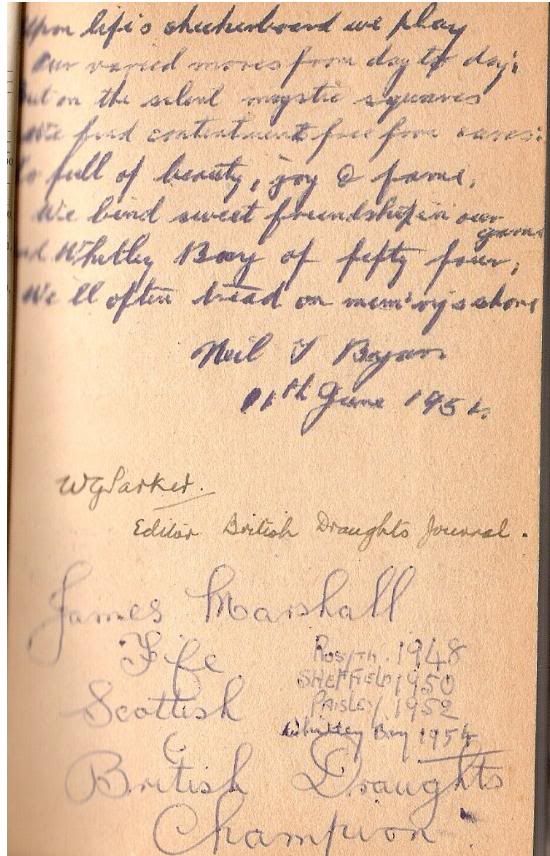 Upon life's checkerboard we play
Our varied moves from day to day;
But on the silent mystic squares
We find contentment free from cares:
So full of beauty, joy & fame,
We bind sweet friendship in our
game
And Whitley Bay of fifty four,
We'll often tread on mem'ry's shore
Neil T Bryan
11th June 1954.
W G Parker.
Editor British Draughts Journal.
James Marshall
Fife
ROSYTH. 1948
SHEFFIELD 1950
Scottish
PAISLEY 1952
Whitley Bay 1954
&
British Draughts
Champion